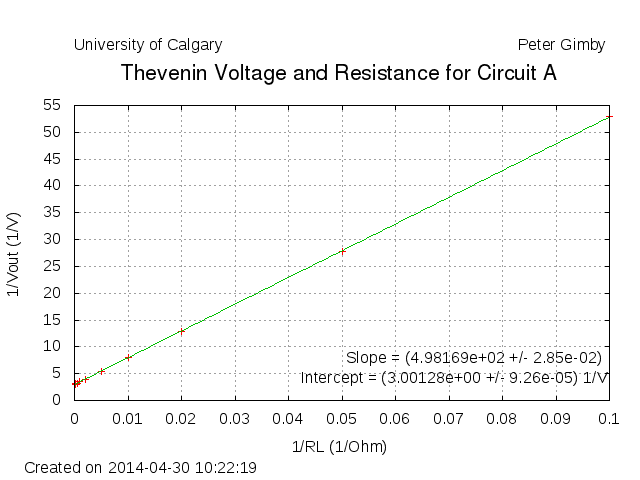 University of Calgary Peter Gimby
Thevenin Voltage and Resistance for Circuit A
55
50
45
40
35
30
25
20
15
10
5
0
1/Vout (1/V)
Slope = (4.98169e+02 +/- 2.85e-02)
Intercept = (3.00128e+00 +/- 9.26e-05) 1/V
0 0.01 0.02 0.03 0.04 0.05 0.06 0.07 0.08 0.09 0.1
1/RL (1/Ohm)
Created on 2014-04-30 10:22:19